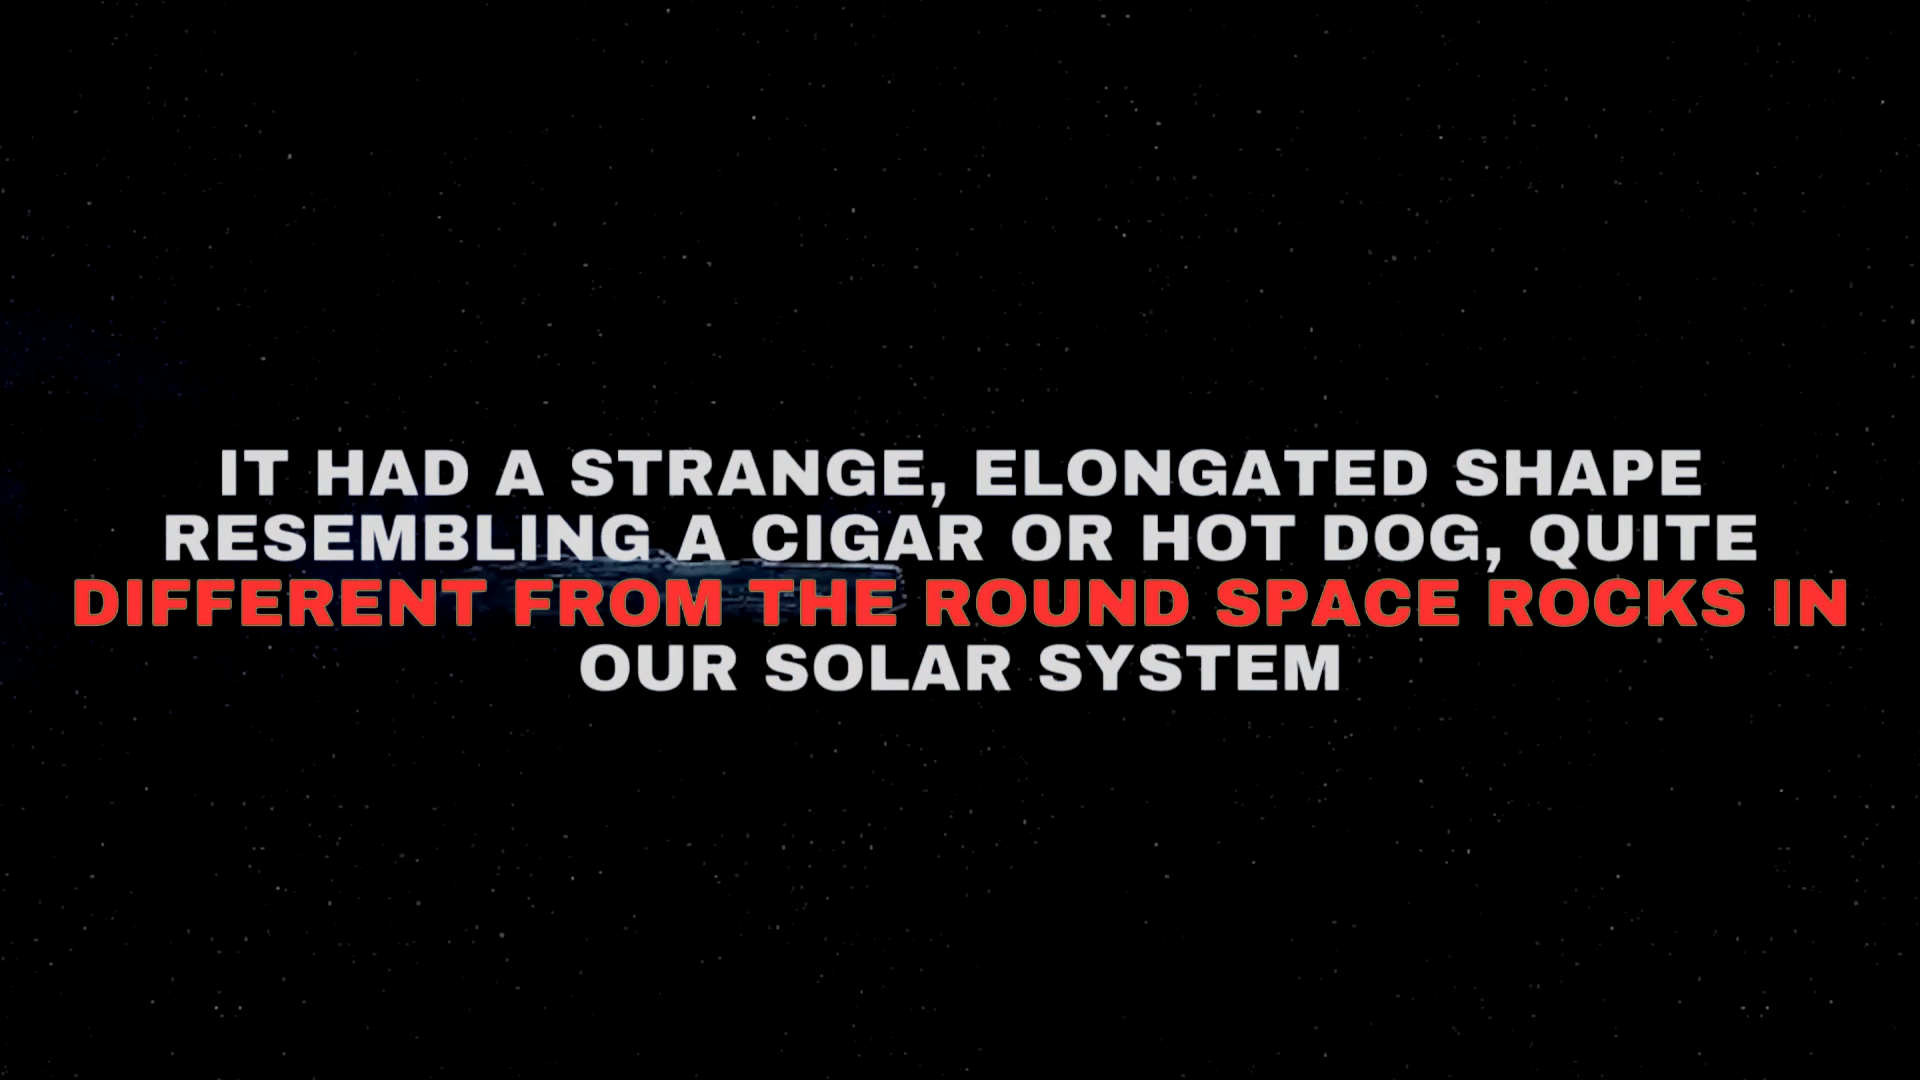 IT HAD A STRANGE, ELONGATED SHAPE
RESEMBLING A CIGAR OR HOT DOG, QUITE
DIFFERENT FROM THE ROUND SPACE ROCKS IN
OUR SOLAR SYSTEM